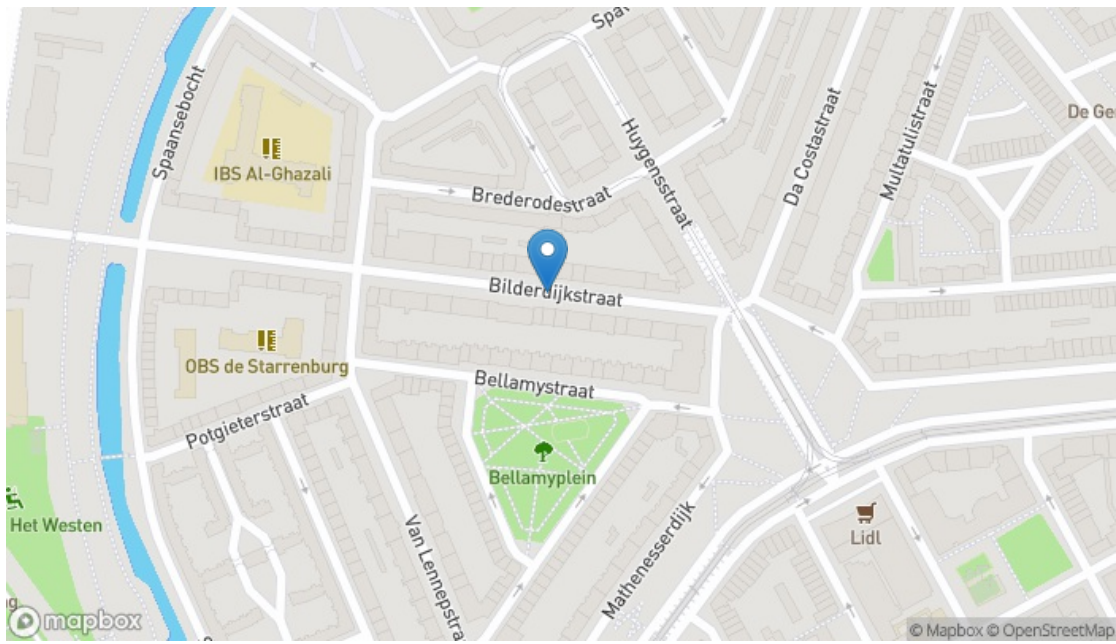 Spa
Spaansebocht
Huygensstraat
De Ge
IBS Al-Ghazali
Multatulistraat
Da Costastraat
Brederodestraat
Bilderdijkstraat
OBS de Starrenburg
Bellamystraat
Potgieterstraat
Bellamyplein
Het Westen
Van Lennepstra
Mathenesserdijk
Lidl
mapbox
© Mapbox © OpenStreetMap